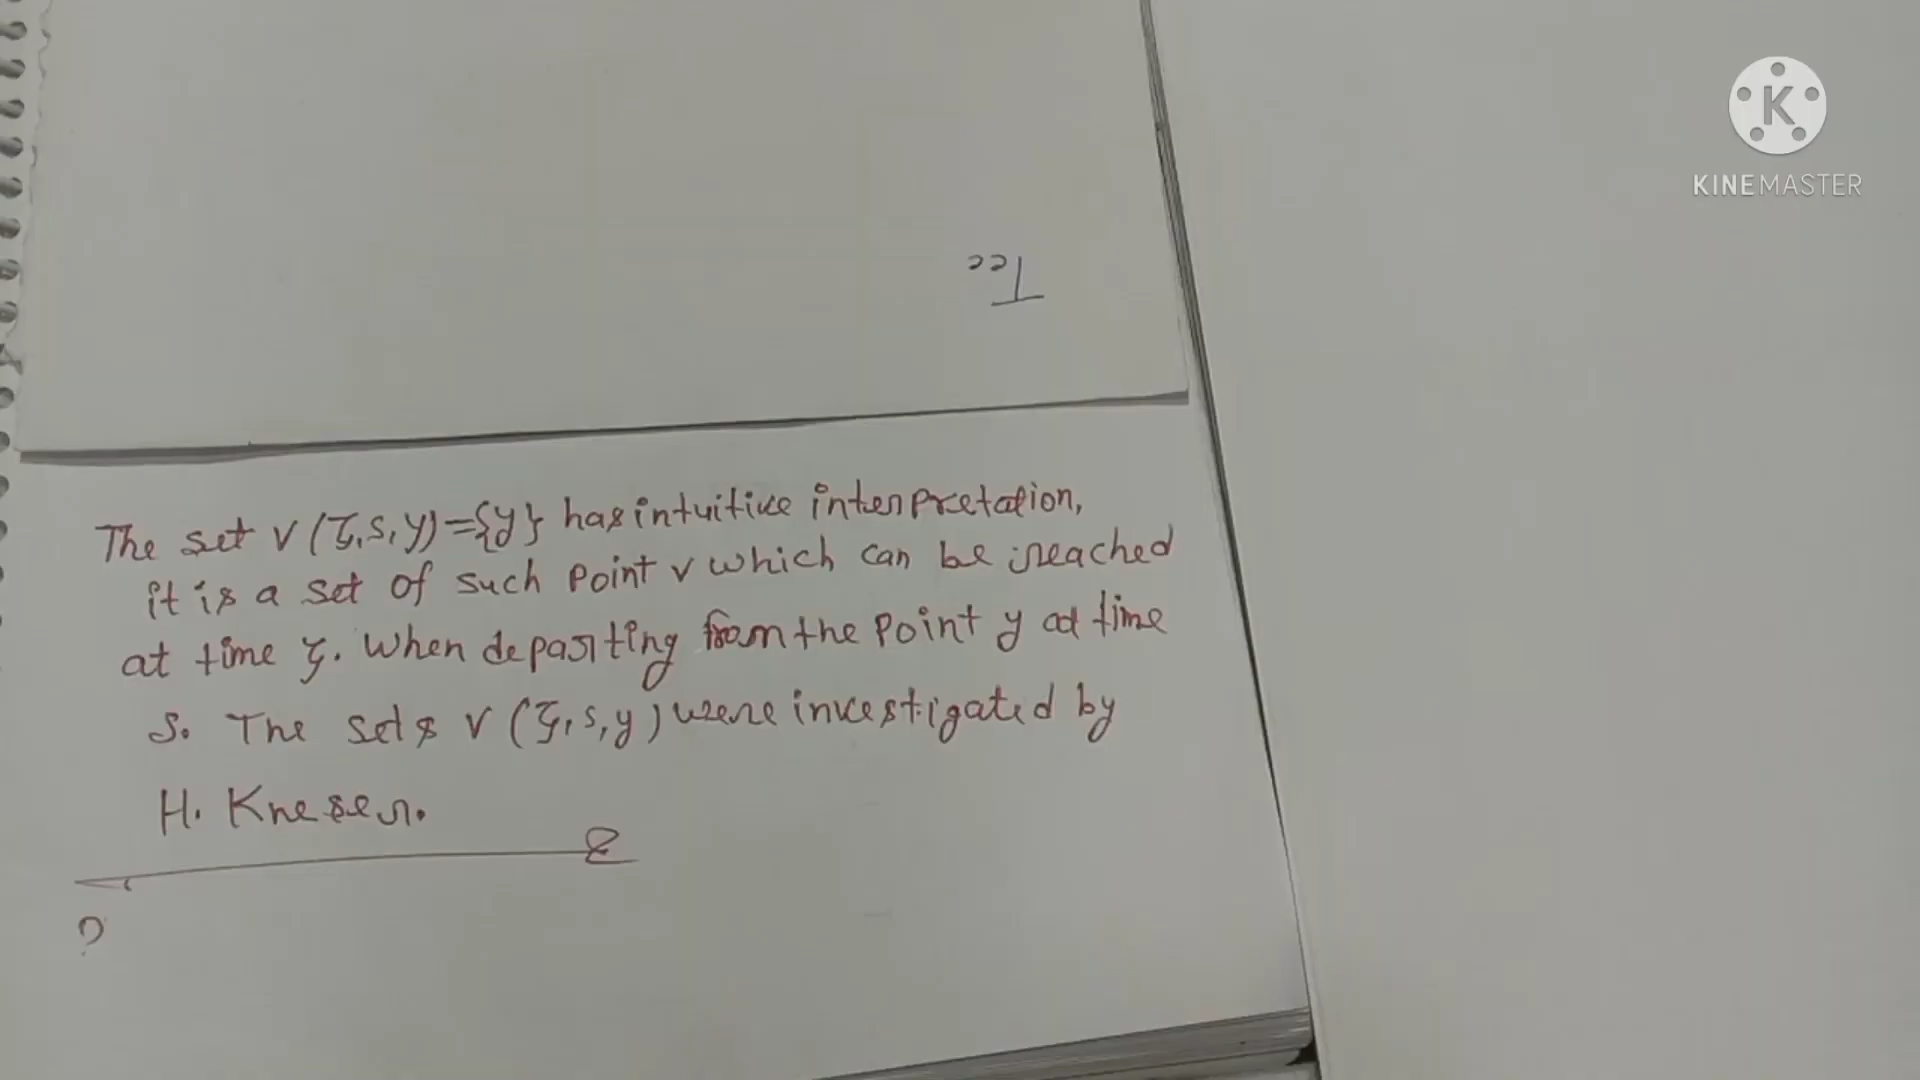 K
KINEMASTER
Tee
The set v (ζ, s, y) = {y} has intuitive interpretation,
it is a set of such point v which can be reached
at time ζ. When departing from the point y at time
s. The sets v (ζ, s, y) were investigated by
H. Kneser.
?